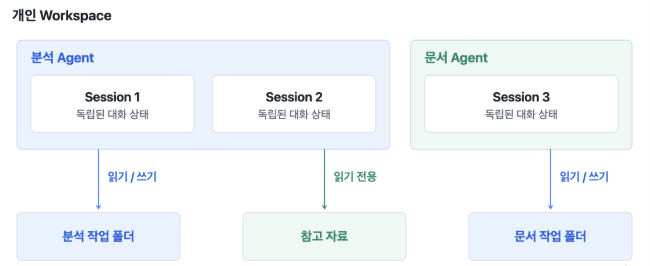 개인 Workspace
분석 Agent
문서 Agent
Session 1
독립된 대화 상태
Session 2
독립된 대화 상태
Session 3
독립된 대화 상태
읽기 / 쓰기
읽기 전용
읽기 / 쓰기
분석 작업 폴더
참고 자료
문서 작업 폴더